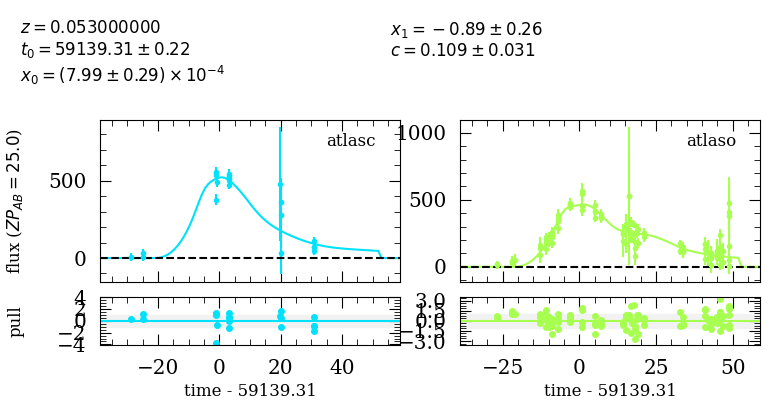 z = 0.053000000
t₀ = 59139.31 ± 0.22
x₀ = (7.99 ± 0.29) × 10⁻⁴
x₁ = −0.89 ± 0.26
c = 0.109 ± 0.031
flux (ZP_AB = 25.0)
500
0
atlasc
1000
500
0
atlaso
pull
4
2
0
−2
−4
3.0
1.5
0.0
−1.5
−3.0
−20 0 20 40
−25 0 25 50
time - 59139.31
time - 59139.31